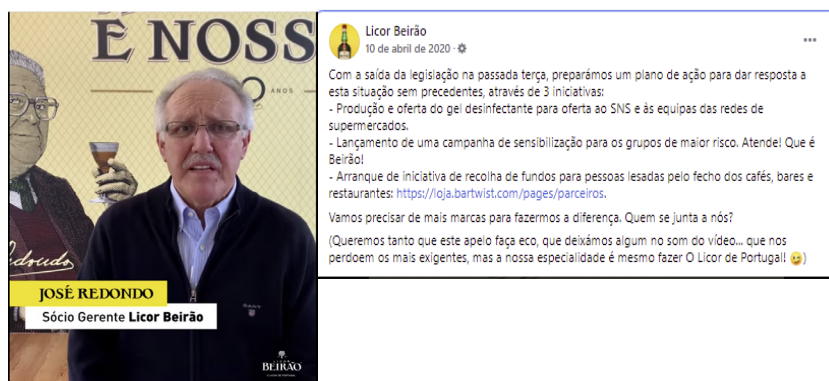 É NOSS
ANOS
Redondo
JOSÉ REDONDO
Sócio Gerente Licor Beirão
LICOR
BEIRÃO
O LICOR DE PORTUGAL
Licor Beirão
10 de abril de 2020 ·
Com a saída da legislação na passada terça, preparámos um plano de ação para dar resposta a
esta situação sem precedentes, através de 3 iniciativas:
- Produção e oferta do gel desinfectante para oferta ao SNS e às equipas das redes de
supermercados.
- Lançamento de uma campanha de sensibilização para os grupos de maior risco. Atende! Que é
Beirão!
- Arranque de iniciativa de recolha de fundos para pessoas lesadas pelo fecho dos cafés, bares e
restaurantes: https://loja.bartwist.com/pages/parceiros.
Vamos precisar de mais marcas para fazermos a diferença. Quem se junta a nós?
(Queremos tanto que este apelo faça eco, que deixámos algum no som do vídeo... que nos
perdoem os mais exigentes, mas a nossa especialidade é mesmo fazer O Licor de Portugal! 😉)